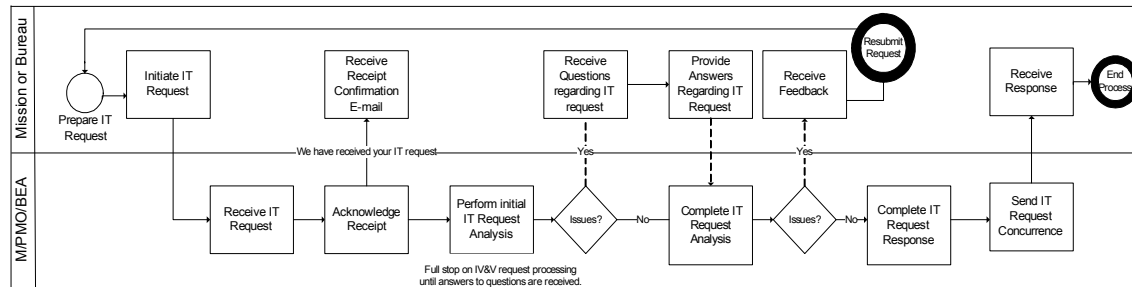 Mission or Bureau
Prepare IT
Request
Initiate IT
Request
Receive
Receipt
Confirmation
E-mail
Receive
Questions
regarding IT
request
Provide
Answers
Regarding IT
Request
Receive
Feedback
Resubmit
Request
Receive
Response
End
Process
We have received your IT request
Yes
Yes
M/PMO/BEA
Receive IT
Request
Acknowledge
Receipt
Perform initial
IT Request
Analysis
Issues?
No
Complete IT
Request
Analysis
Issues?
No
Complete IT
Request
Response
Send IT
Request
Concurrence
Full stop on IV&V request processing
until answers to questions are received.